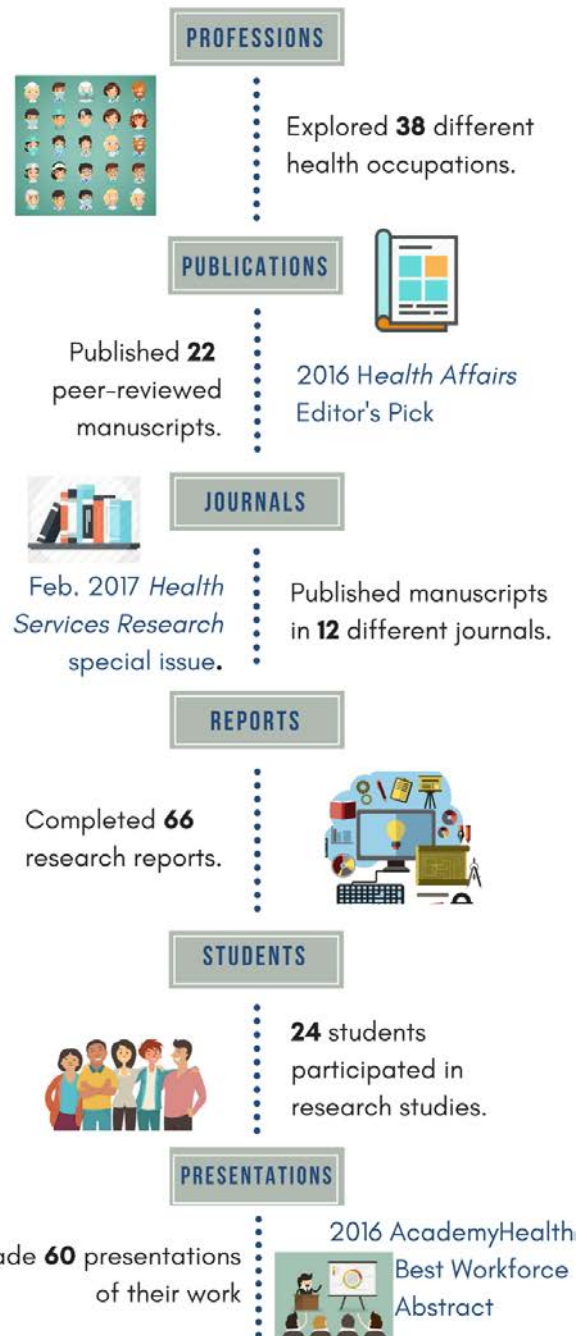 PROFESSIONS
Explored 38 different
health occupations.
PUBLICATIONS
Published 22
peer-reviewed
manuscripts.
2016 Health Affairs
Editor's Pick
JOURNALS
Feb. 2017 Health
Services Research
special issue.
Published manuscripts
in 12 different journals.
REPORTS
Completed 66
research reports.
STUDENTS
24 students
participated in
research studies.
PRESENTATIONS
ade 60 presentations
of their work
2016 AcademyHealth
Best Workforce
Abstract